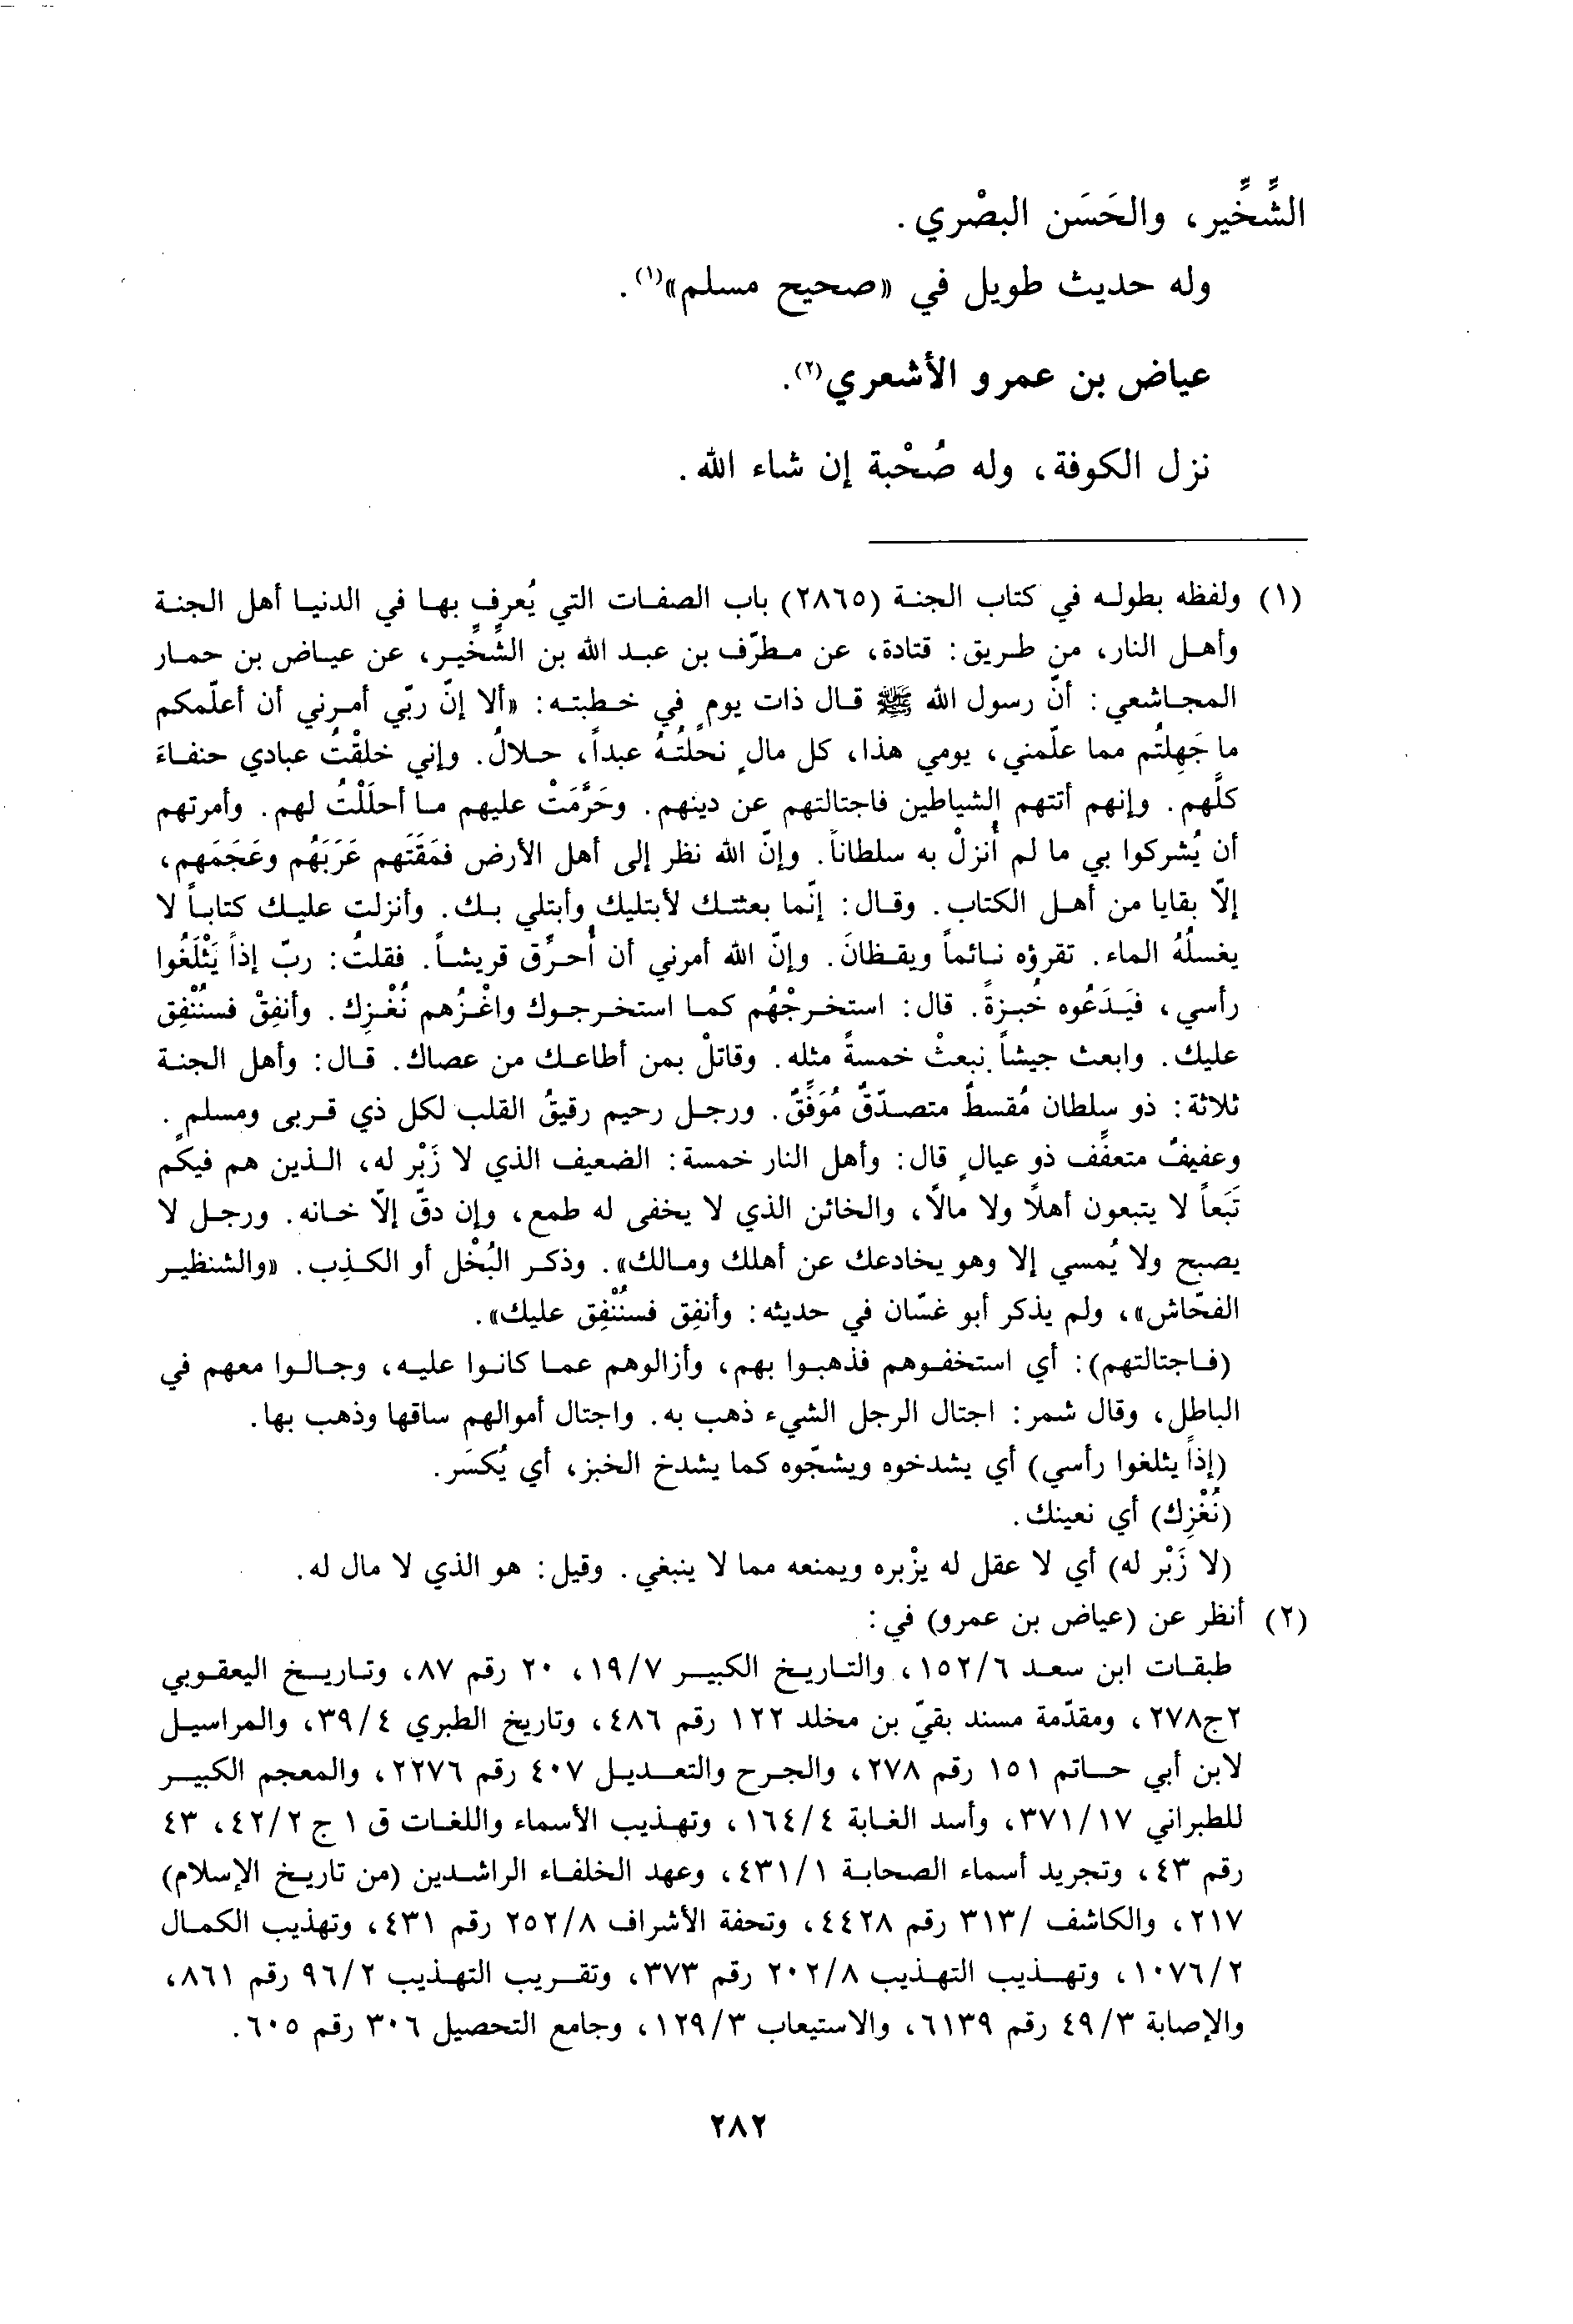 الشِّخِّير، والحَسَن البصْري.
وله حديث طويل في «صحيح مسلم»(١).
عياض بن عمرو الأشعري(٢).
نزل الكوفة، وله صُحْبة إن شاء الله.
(١) ولفظه بطوله في كتاب الجنة (٢٨٦٥) باب الصفات التي يُعرف بها في الدنيا أهل الجنة
وأهل النار، من طريق: قتادة، عن مطرّف بن عبد الله بن الشِّخِّير، عن عياض بن حمار
المجاشعي: أنّ رسول الله ﷺ قال ذات يومٍ في خطبته: «ألا إنّ ربّي أمرني أن أعلّمكم
ما جَهِلتُم مما علّمني، يومي هذا، كل مالٍ نحلتُهُ عبداً، حلالٌ. وإني خلقْتُ عبادي حنفاءَ
كلّهم. وإنهم أتتهم الشياطين فاجتالتهم عن دينهم. وحَرَّمَتْ عليهم ما أحلَلْتُ لهم. وأمرتهم
أن يُشركوا بي ما لم أُنزلْ به سلطاناً. وإنّ الله نظر إلى أهل الأرض فمَقَتَهم عَرَبَهُم وعَجَمَهم،
إلّا بقايا من أهل الكتاب. وقال: إنّما بعثتك لأبتليك وأبتلي بك. وأنزلت عليك كتاباً لا
يغسلُهُ الماء. تقرؤه نائماً ويقظانَ. وإنّ الله أمرني أن أُحرِّق قريشاً. فقلتُ: ربّ إذاً يَثْلَغُوا
رأسي، فيَدَعُوه خُبزةً. قال: استخرجْهُم كما استخرجوك واغْزُهم نُغْزِك. وأنفِقْ فسنُنْفِق
عليك. وابعث جيشاً نبعثْ خمسةً مثله. وقاتلْ بمن أطاعك من عصاك. قال: وأهل الجنة
ثلاثة: ذو سلطان مُقسطٌ متصدّقٌ مُوَفَّقٌ. ورجل رحيم رقيقُ القلب لكل ذي قربى ومسلمٍ.
وعفيفٌ متعفِّف ذو عيالٍ قال: وأهل النار خمسة: الضعيف الذي لا زَبْر له، الذين هم فيكم
تَبَعاً لا يتبعون أهلاً ولا مالاً، والخائن الذي لا يخفى له طمع، وإن دقّ إلّا خانه. ورجل لا
يصبح ولا يُمسي إلا وهو يخادعك عن أهلك ومالك». وذكر البُخْل أو الكذِب. «والشنظير
الفحّاش»، ولم يذكر أبو غسّان في حديثه: وأنفِق فسنُنْفِق عليك».
(فاجتالتهم): أي استخفوهم فذهبوا بهم، وأزالوهم عما كانوا عليه، وجالوا معهم في
الباطل، وقال شمر: اجتال الرجل الشيء ذهب به. واجتال أموالهم ساقها وذهب بها.
(إذاً يثلغوا رأسي) أي يشدخوه ويشجّوه كما يشدخ الخبز، أي يُكسَر.
(نُغْزِك) أي نعينك.
(لا زَبْر له) أي لا عقل له يزْبره ويمنعه مما لا ينبغي. وقيل: هو الذي لا مال له.
(٢) أنظر عن (عياض بن عمرو) في:
طبقات ابن سعد ١٥٢/٦، والتاريخ الكبير ١٩/٧، ٢٠ رقم ٨٧، وتاريخ اليعقوبي
٢ج٢٧٨، ومقدّمة مسند بقيّ بن مخلد ١٢٢ رقم ٤٨٦، وتاريخ الطبري ٣٩/٤، والمراسيل
لابن أبي حاتم ١٥١ رقم ٢٧٨، والجرح والتعديل ٤٠٧ رقم ٢٢٧٦، والمعجم الكبير
للطبراني ٣٧١/١٧، وأسد الغابة ١٦٤/٤، وتهذيب الأسماء واللغات ق ١ ج ٤٢/٢، ٤٣
رقم ٤٣، وتجريد أسماء الصحابة ٤٣١/١، وعهد الخلفاء الراشدين (من تاريخ الإسلام)
٢١٧، والكاشف /٣١٣ رقم ٤٤٢٨، وتحفة الأشراف ٢٥٢/٨ رقم ٤٣١، وتهذيب الكمال
١٠٧٦/٢، وتهذيب التهذيب ٢٠٢/٨ رقم ٣٧٣، وتقريب التهذيب ٩٦/٢ رقم ٨٦١،
والإصابة ٤٩/٣ رقم ٦١٣٩، والاستيعاب ١٢٩/٣، وجامع التحصيل ٣٠٦ رقم ٦٠٥.
٢٨٢